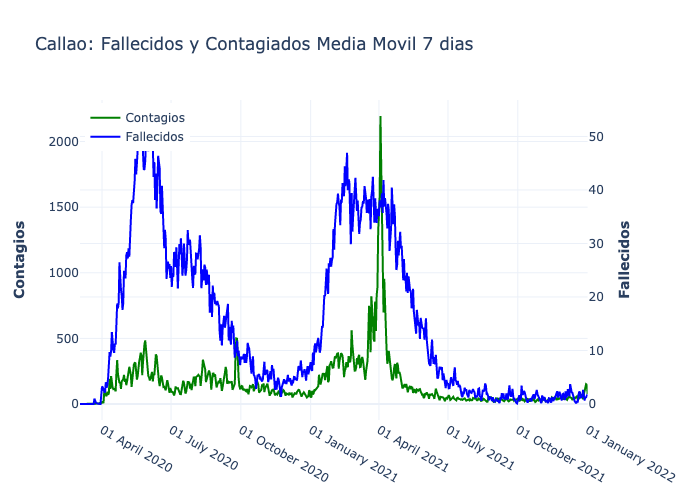 Callao: Fallecidos y Contagiados Media Movil 7 dias
Contagios
Fallecidos
2000
1500
1000
500
0
Contagios
50
40
30
20
10
0
Fallecidos
01 April 2020
01 July 2020
01 October 2020
01 January 2021
01 April 2021
01 July 2021
01 October 2021
01 January 2022